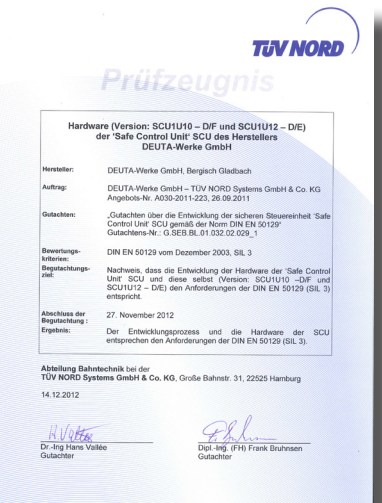 TÜV NORD
Prüfzeugnis
Hardware (Version: SCU1U10 – D/F und SCU1U12 – D/E)
der 'Safe Control Unit' SCU des Herstellers
DEUTA-Werke GmbH
Hersteller: DEUTA-Werke GmbH, Bergisch Gladbach
Auftrag: DEUTA-Werke GmbH – TÜV NORD Systems GmbH & Co. KG
Angebots-Nr. A030-2011-223, 26.09.2011
Gutachten: „Gutachten über die Entwicklung der sicheren Steuereinheit 'Safe
Control Unit' SCU gemäß der Norm DIN EN 50129"
Gutachtens-Nr.: G.SEB.BL.01.032.02.029_1
Bewertungs-
kriterien: DIN EN 50129 vom Dezember 2003, SIL 3
Begutachtungs-
ziel: Nachweis, dass die Entwicklung der Hardware der 'Safe Control
Unit' SCU und diese selbst (Version: SCU1U10 –D/F und
SCU1U12 – D/E) den Anforderungen der DIN EN 50129 (SIL 3)
entspricht.
Abschluss der
Begutachtung : 27. November 2012
Ergebnis: Der Entwicklungsprozess und die Hardware der SCU
entsprechen den Anforderungen der DIN EN 50129 (SIL 3).
Abteilung Bahntechnik bei der
TÜV NORD Systems GmbH & Co. KG, Große Bahnstr. 31, 22525 Hamburg
14.12.2012
Dr.-Ing Hans Vallée
Gutachter
Dipl.-Ing. (FH) Frank Bruhnsen
Gutachter